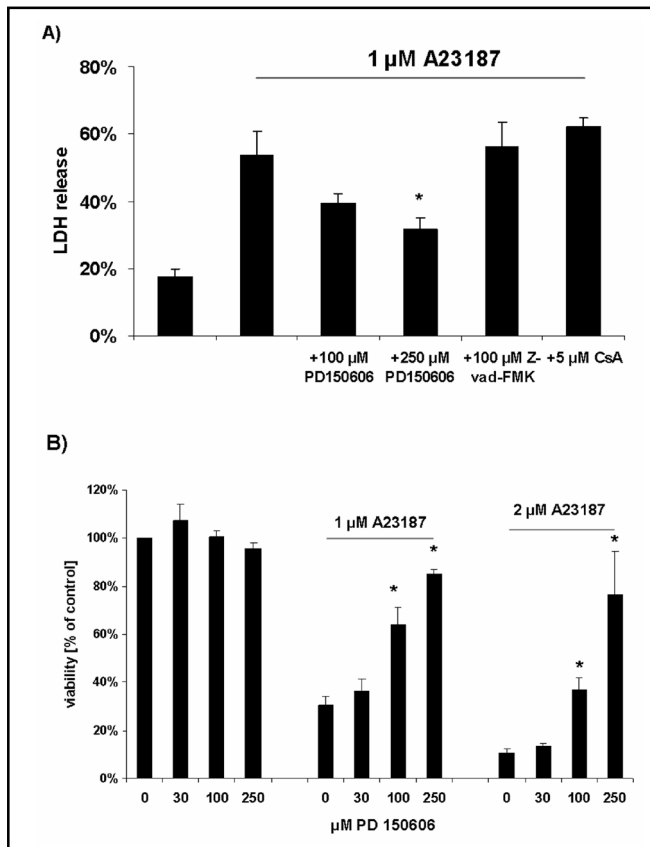 A)
1 µM A23187
80%
60%
40%
20%
0%
LDH release
*
+100 µM +250 µM +100 µM Z- +5 µM CsA
PD150606 PD150606 vad-FMK
B)
120%
100%
80%
60%
40%
20%
0%
viability [% of control]
1 µM A23187
2 µM A23187
* * * *
0 30 100 250 0 30 100 250 0 30 100 250
µM PD 150606